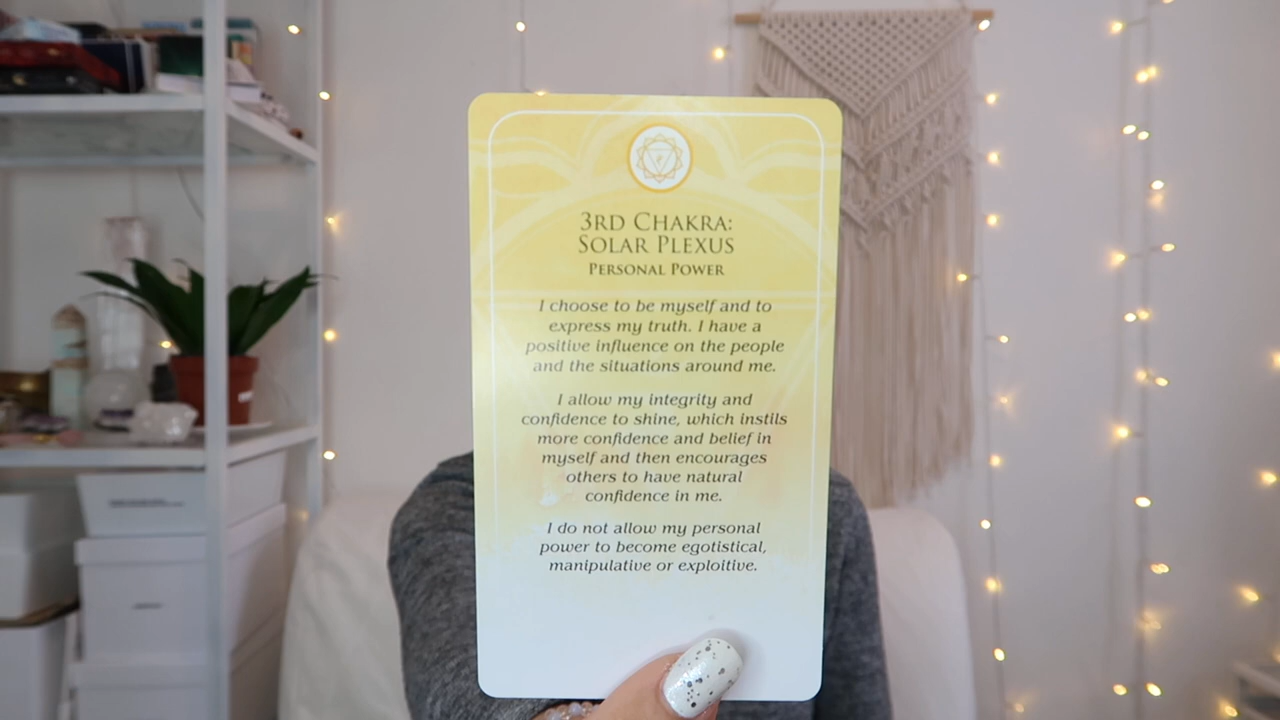 3RD CHAKRA:
SOLAR PLEXUS
PERSONAL POWER
I choose to be myself and to
express my truth. I have a
positive influence on the people
and the situations around me.
I allow my integrity and
confidence to shine, which instils
more confidence and belief in
myself and then encourages
others to have natural
confidence in me.
I do not allow my personal
power to become egotistical,
manipulative or exploitive.